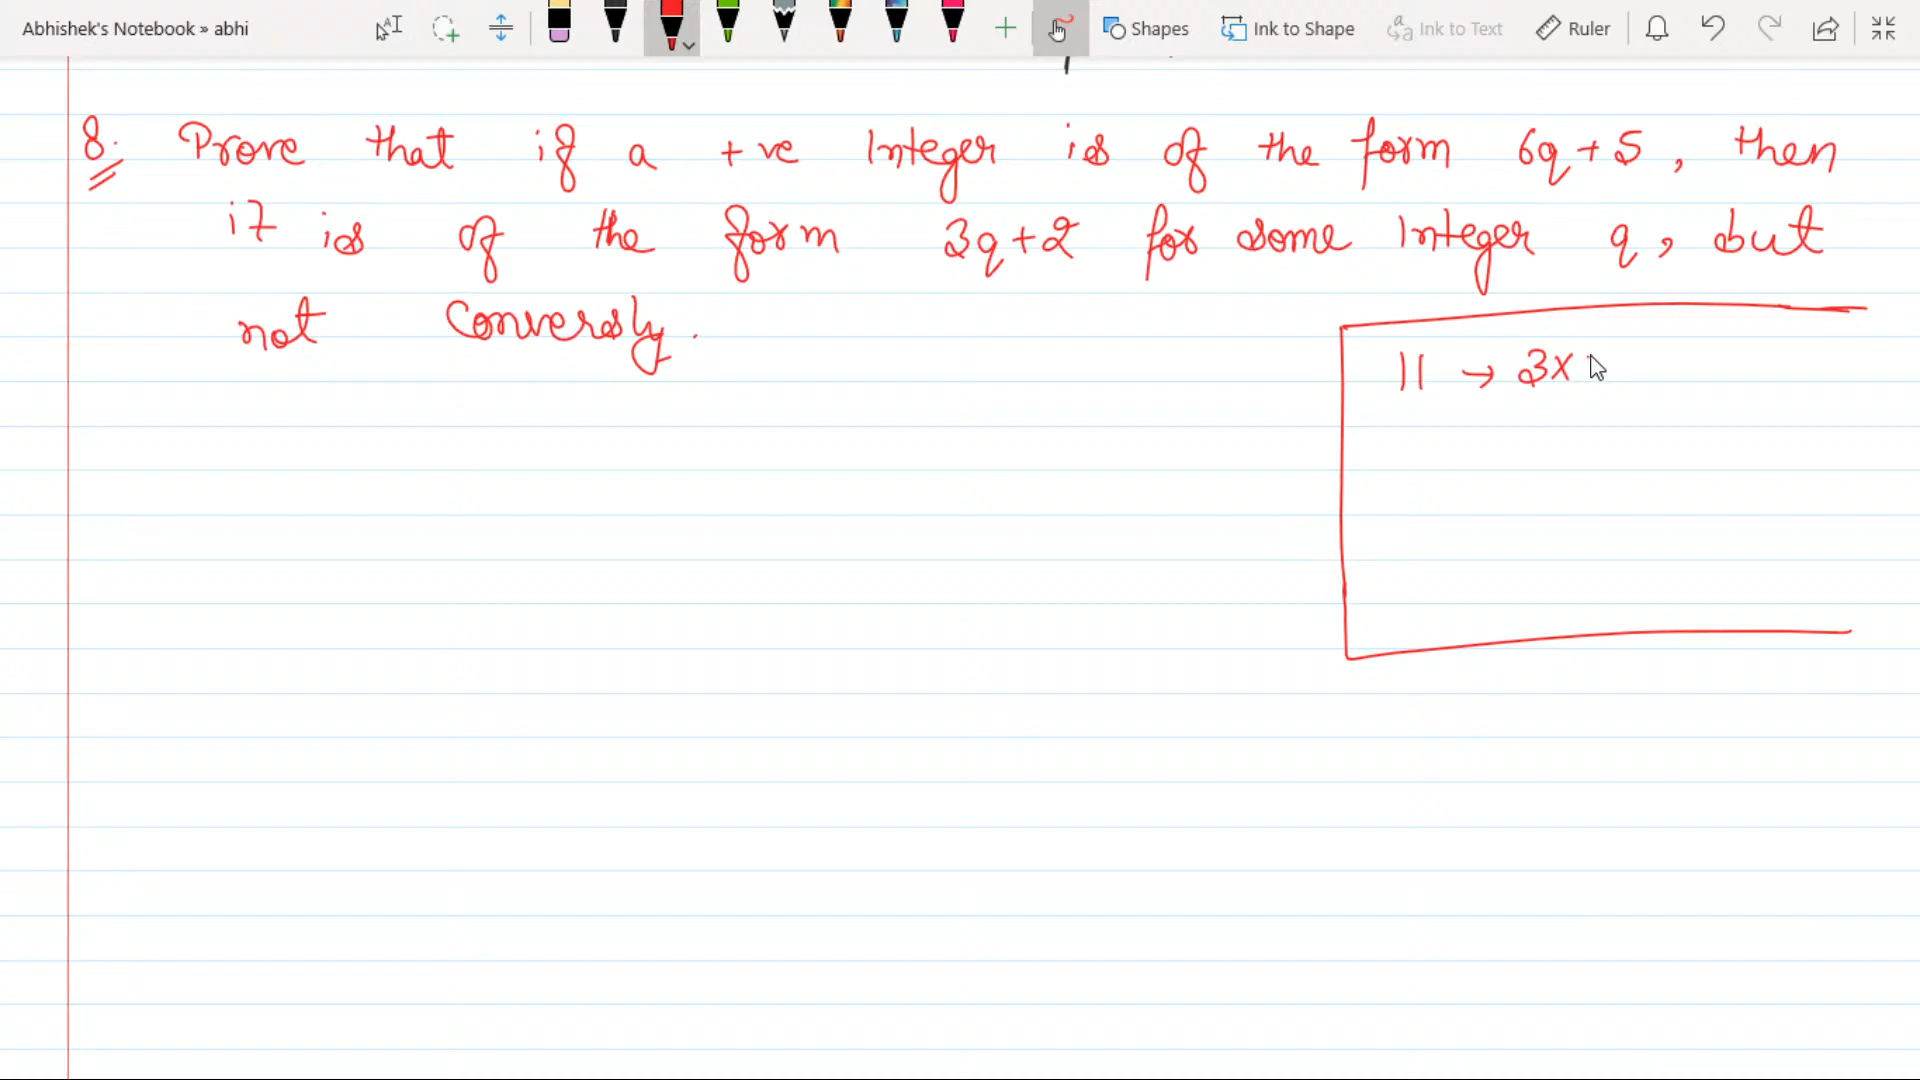 Abhishek's Notebook » abhi
Shapes
Ink to Shape
Ink to Text
Ruler
8. Prove that if a +ve Integer is of the form 6q+5, then
it is of the form 3q+2 for some Integer q, but
not Conversly.
11 → 3x